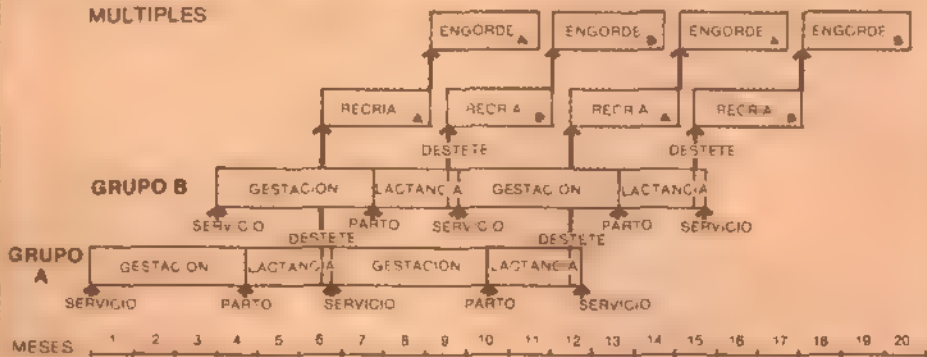 MULTIPLES
ENGORDE A ENGORDE B ENGORDE A ENGORDE B
RECRIA A RECRIA B RECRIA A RECRIA B
DESTETE DESTETE
GRUPO B GESTACION LACTANCIA GESTACION LACTANCIA
SERVICIO PARTO SERVICIO PARTO SERVICIO
DESTETE DESTETE
GRUPO A GESTACION LACTANCIA GESTACION LACTANCIA
SERVICIO PARTO SERVICIO PARTO SERVICIO
MESES 1 2 3 4 5 6 7 8 9 10 11 12 13 14 15 16 17 18 19 20